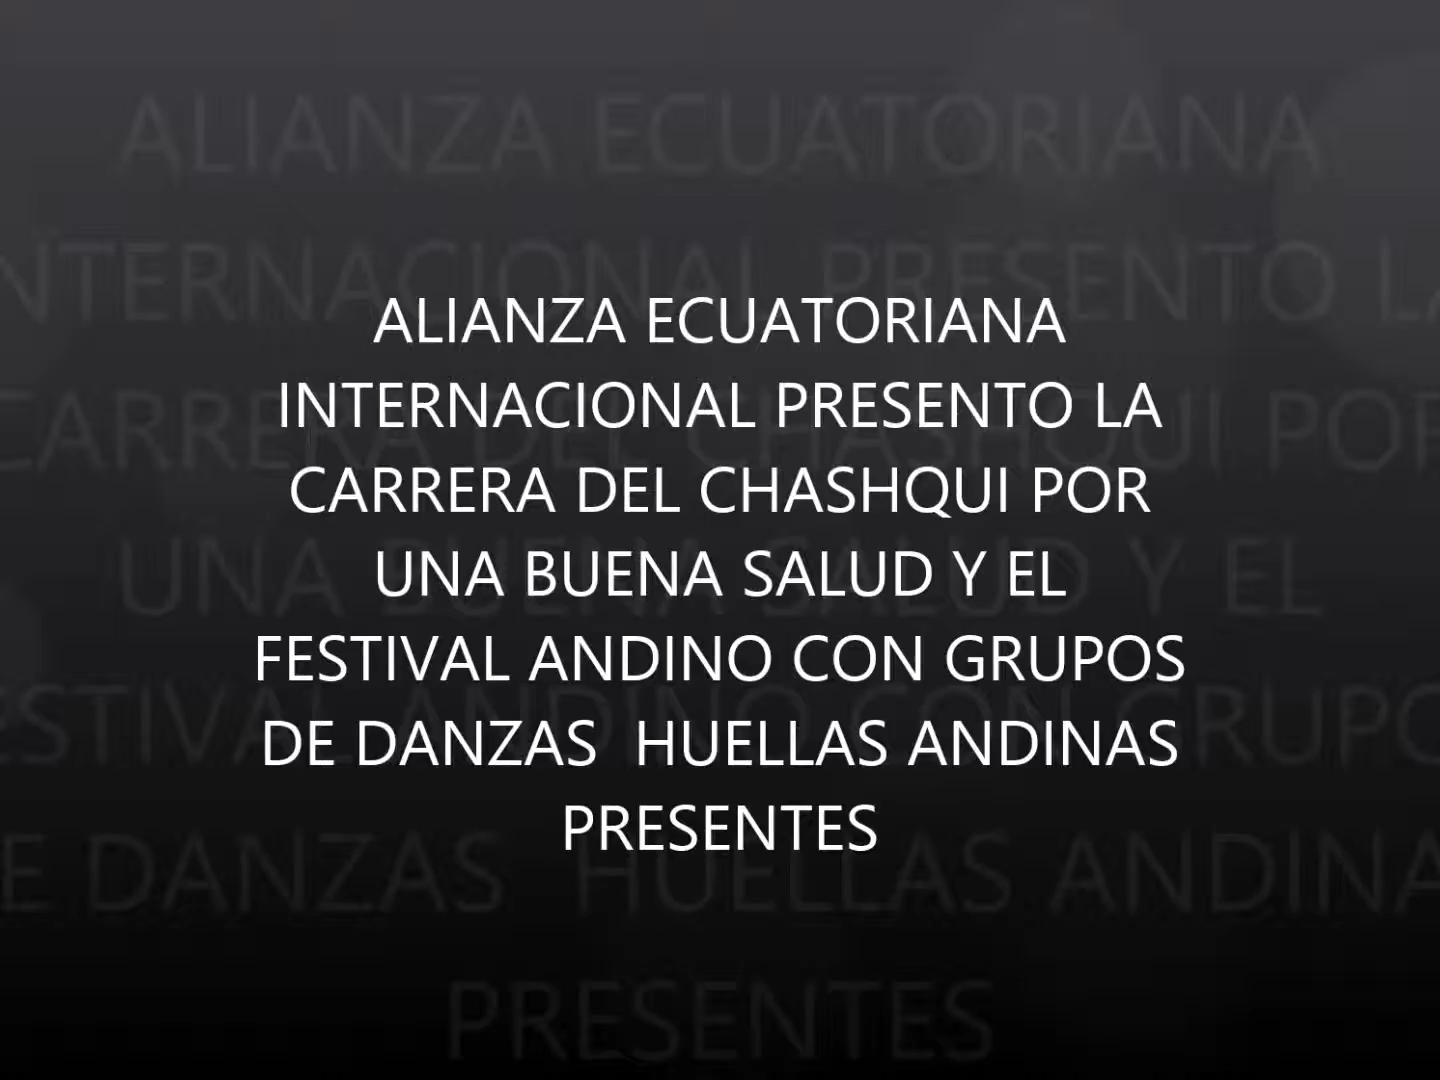 ALIANZA ECUATORIANA
INTERNACIONAL PRESENTO LA
CARRERA DEL CHASHQUI POR
UNA BUENA SALUD Y EL
FESTIVAL ANDINO CON GRUPOS
DE DANZAS  HUELLAS ANDINAS
PRESENTES